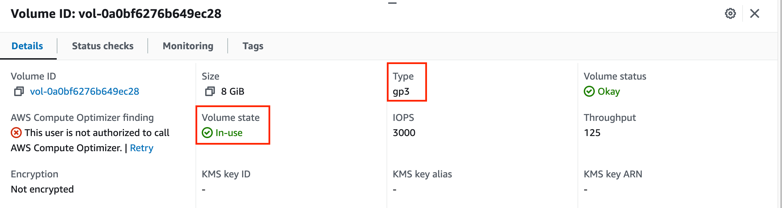 Volume ID: vol-0a0bf6276b649ec28
Details
Status checks
Monitoring
Tags
Volume ID
vol-0a0bf6276b649ec28
Size
8 GiB
Type
gp3
Volume status
Okay
AWS Compute Optimizer finding
This user is not authorized to call
AWS Compute Optimizer. | Retry
Volume state
In-use
IOPS
3000
Throughput
125
Encryption
Not encrypted
KMS key ID
-
KMS key alias
-
KMS key ARN
-